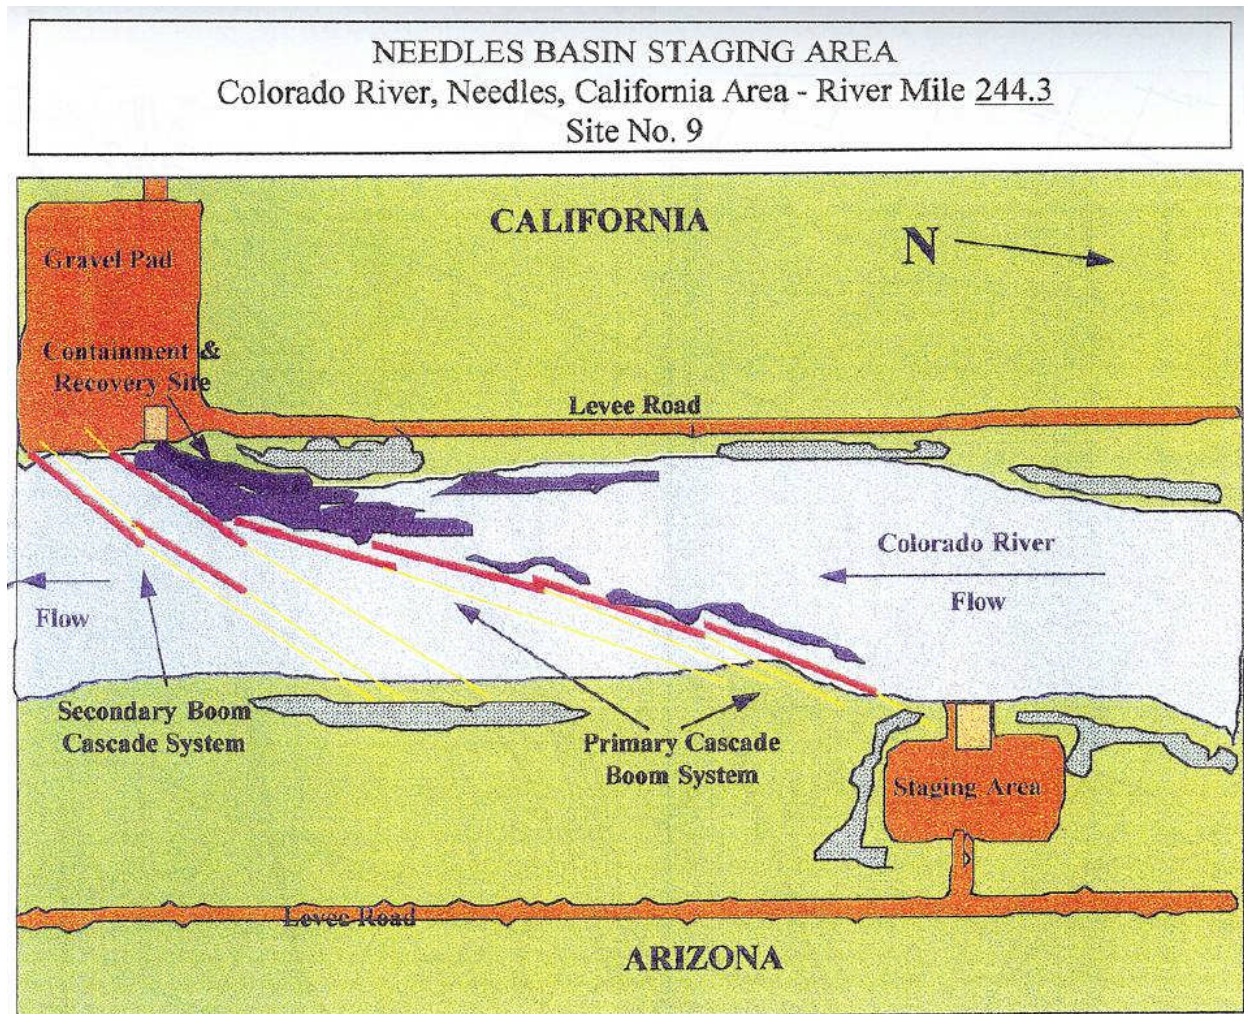 NEEDLES BASIN STAGING AREA
Colorado River, Needles, California Area - River Mile 244.3
Site No. 9
CALIFORNIA
N
Gravel Pad
Containment &
Recovery Site
Levee Road
Colorado River
Flow
Flow
Secondary Boom
Cascade System
Primary Cascade
Boom System
Staging Area
Levee Road
ARIZONA